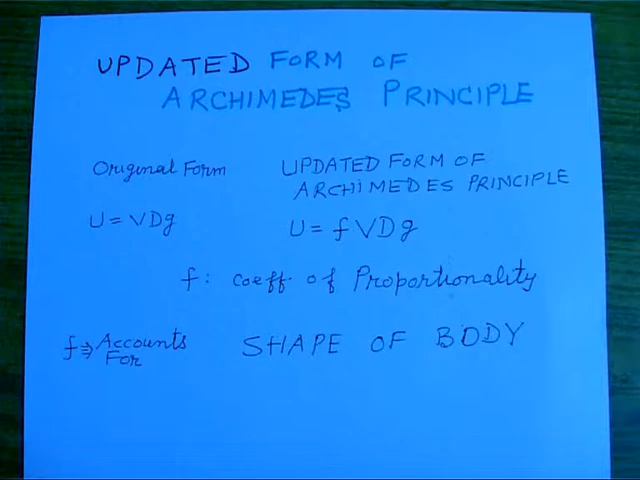 UPDATED FORM OF
ARCHIMEDES PRINCIPLE
Original Form
U = VDg
UPDATED FORM OF
ARCHIMEDES PRINCIPLE
U = f VDg
f : coeff. of Proportionality
f ⇒ Accounts For SHAPE OF BODY